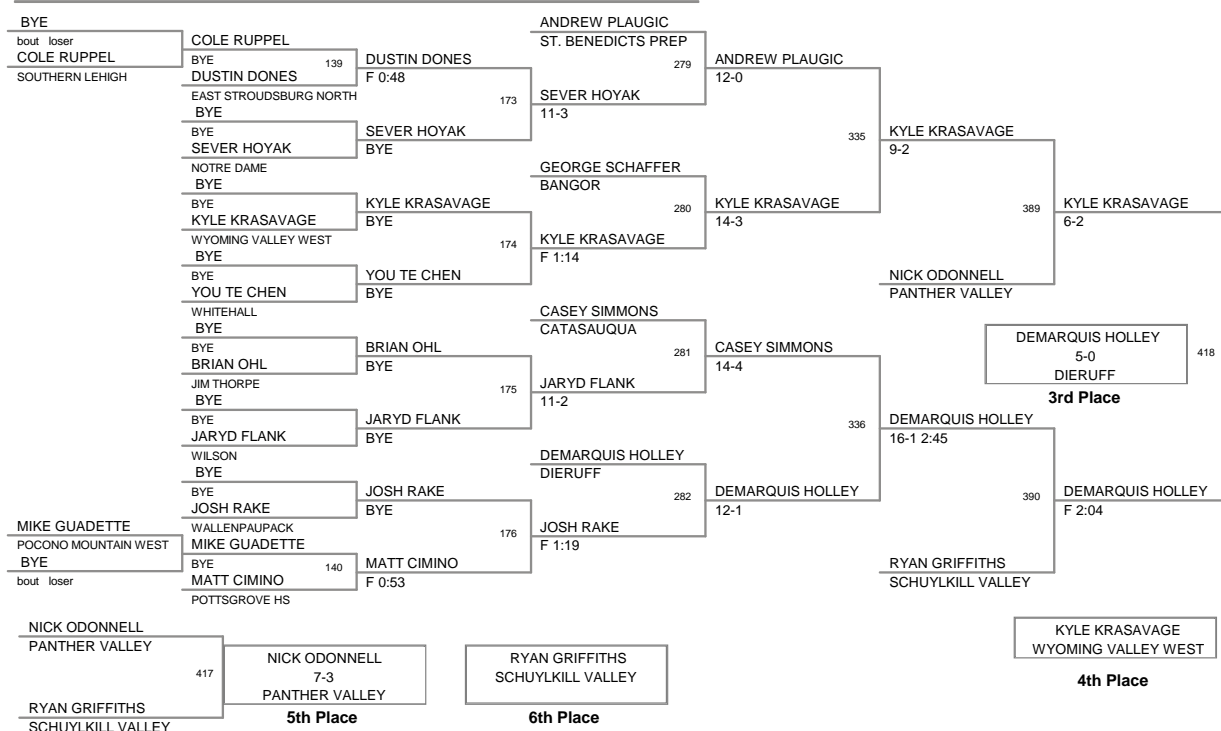 BYE
bout loser
COLE RUPPEL
SOUTHERN LEHIGH
MIKE GUADETTE
POCONO MOUNTAIN WEST
BYE
bout loser
COLE RUPPEL
BYE
139
DUSTIN DONES
EAST STROUDSBURG NORTH
BYE
BYE
SEVER HOYAK
NOTRE DAME
BYE
BYE
KYLE KRASAVAGE
WYOMING VALLEY WEST
BYE
BYE
YOU TE CHEN
WHITEHALL
BYE
BYE
BRIAN OHL
JIM THORPE
BYE
BYE
JARYD FLANK
WILSON
BYE
BYE
JOSH RAKE
WALLENPAUPACK
MIKE GUADETTE
BYE
140
MATT CIMINO
POTTSGROVE HS
DUSTIN DONES
F 0:48
173
SEVER HOYAK
BYE
KYLE KRASAVAGE
BYE
174
YOU TE CHEN
BYE
BRIAN OHL
BYE
175
JARYD FLANK
BYE
JOSH RAKE
BYE
176
MATT CIMINO
F 0:53
ANDREW PLAUGIC
ST. BENEDICTS PREP
279
SEVER HOYAK
11-3
GEORGE SCHAFFER
BANGOR
280
KYLE KRASAVAGE
F 1:14
CASEY SIMMONS
CATASAUQUA
281
JARYD FLANK
11-2
DEMARQUIS HOLLEY
DIERUFF
282
JOSH RAKE
F 1:19
ANDREW PLAUGIC
12-0
335
KYLE KRASAVAGE
14-3
CASEY SIMMONS
14-4
336
DEMARQUIS HOLLEY
12-1
KYLE KRASAVAGE
9-2
389
NICK ODONNELL
PANTHER VALLEY
DEMARQUIS HOLLEY
16-1 2:45
390
RYAN GRIFFITHS
SCHUYLKILL VALLEY
KYLE KRASAVAGE
6-2
DEMARQUIS HOLLEY
5-0
DIERUFF
418
3rd Place
DEMARQUIS HOLLEY
F 2:04
KYLE KRASAVAGE
WYOMING VALLEY WEST
4th Place
NICK ODONNELL
PANTHER VALLEY
417
RYAN GRIFFITHS
SCHUYLKILL VALLEY
NICK ODONNELL
7-3
PANTHER VALLEY
5th Place
RYAN GRIFFITHS
SCHUYLKILL VALLEY
6th Place